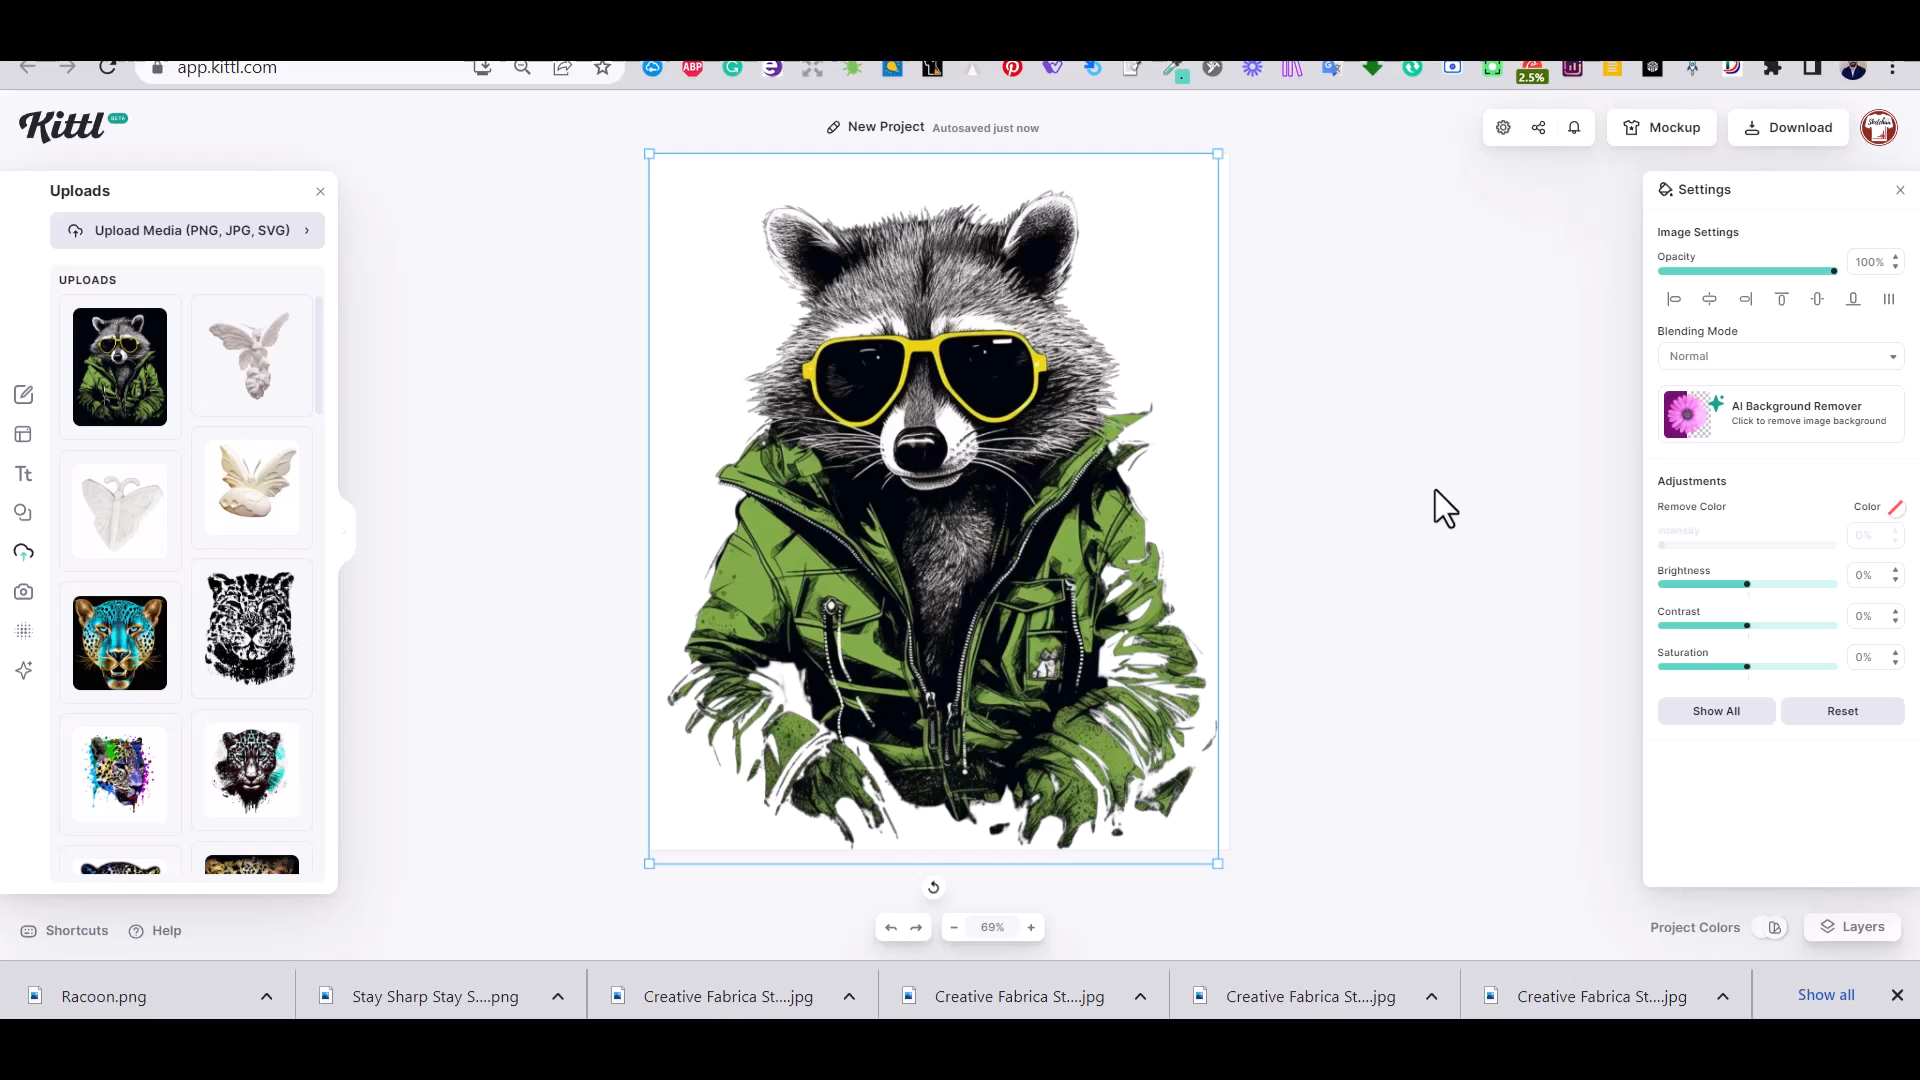 app.kittl.com
ABP
2.5%
Kittl BETA
New Project Autosaved just now
Mockup
Download
Uploads
Upload Media (PNG, JPG, SVG)
UPLOADS
Settings
Image Settings
Opacity
100%
Blending Mode
Normal
AI Background Remover
Click to remove image background
Adjustments
Remove Color Color
Intensity
0%
Brightness
0%
Contrast
0%
Saturation
0%
Show All Reset
Shortcuts Help
69%
Project Colors
Layers
Racoon.png
Stay Sharp Stay S....png
Creative Fabrica St....jpg
Creative Fabrica St....jpg
Creative Fabrica St....jpg
Creative Fabrica St....jpg
Show all